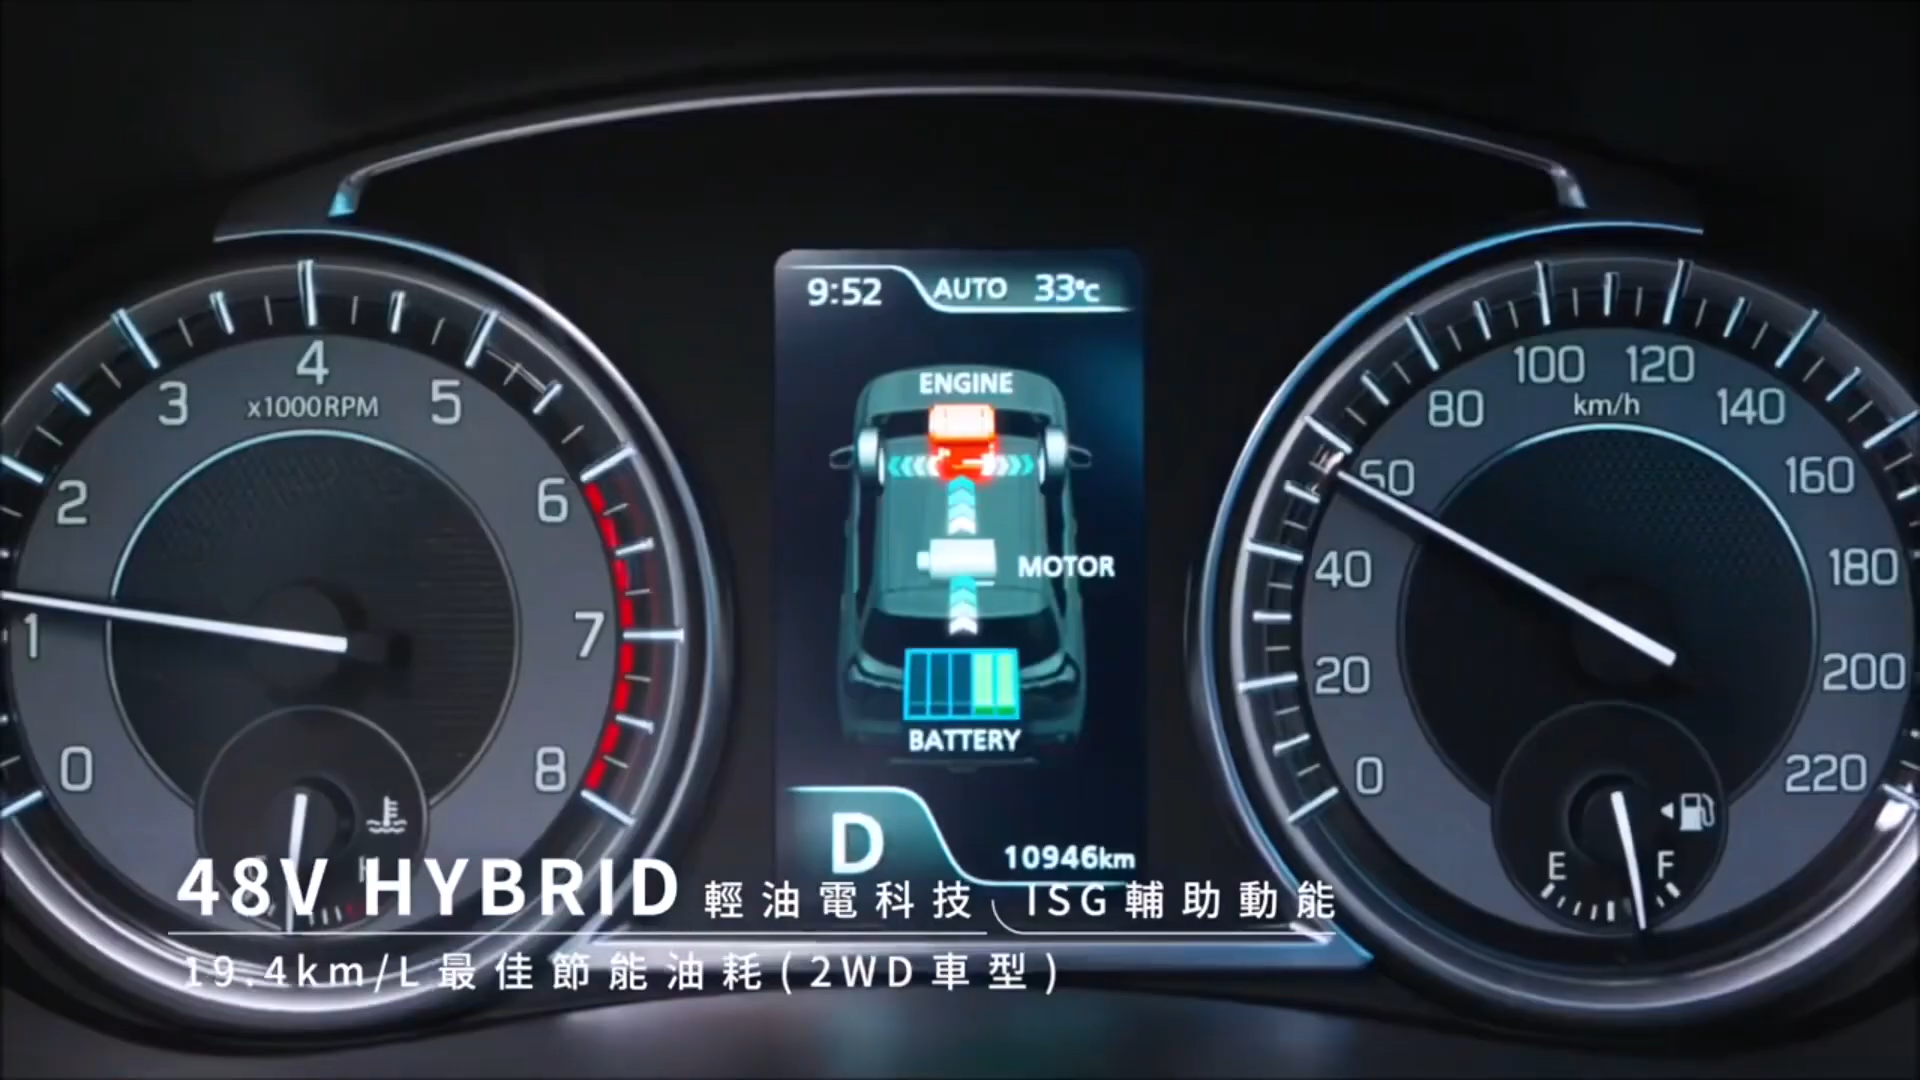 9:52 AUTO 33°C
4
3 5
x1000RPM
2 6
1 7
0 8
100 120
80 140
km/h
60 160
40 180
20 200
0 220
ENGINE
MOTOR
BATTERY
D
10946km
E F
H
48V HYBRID 輕油電科技 ISG輔助動能
19.4km/L最佳節能油耗(2WD車型)